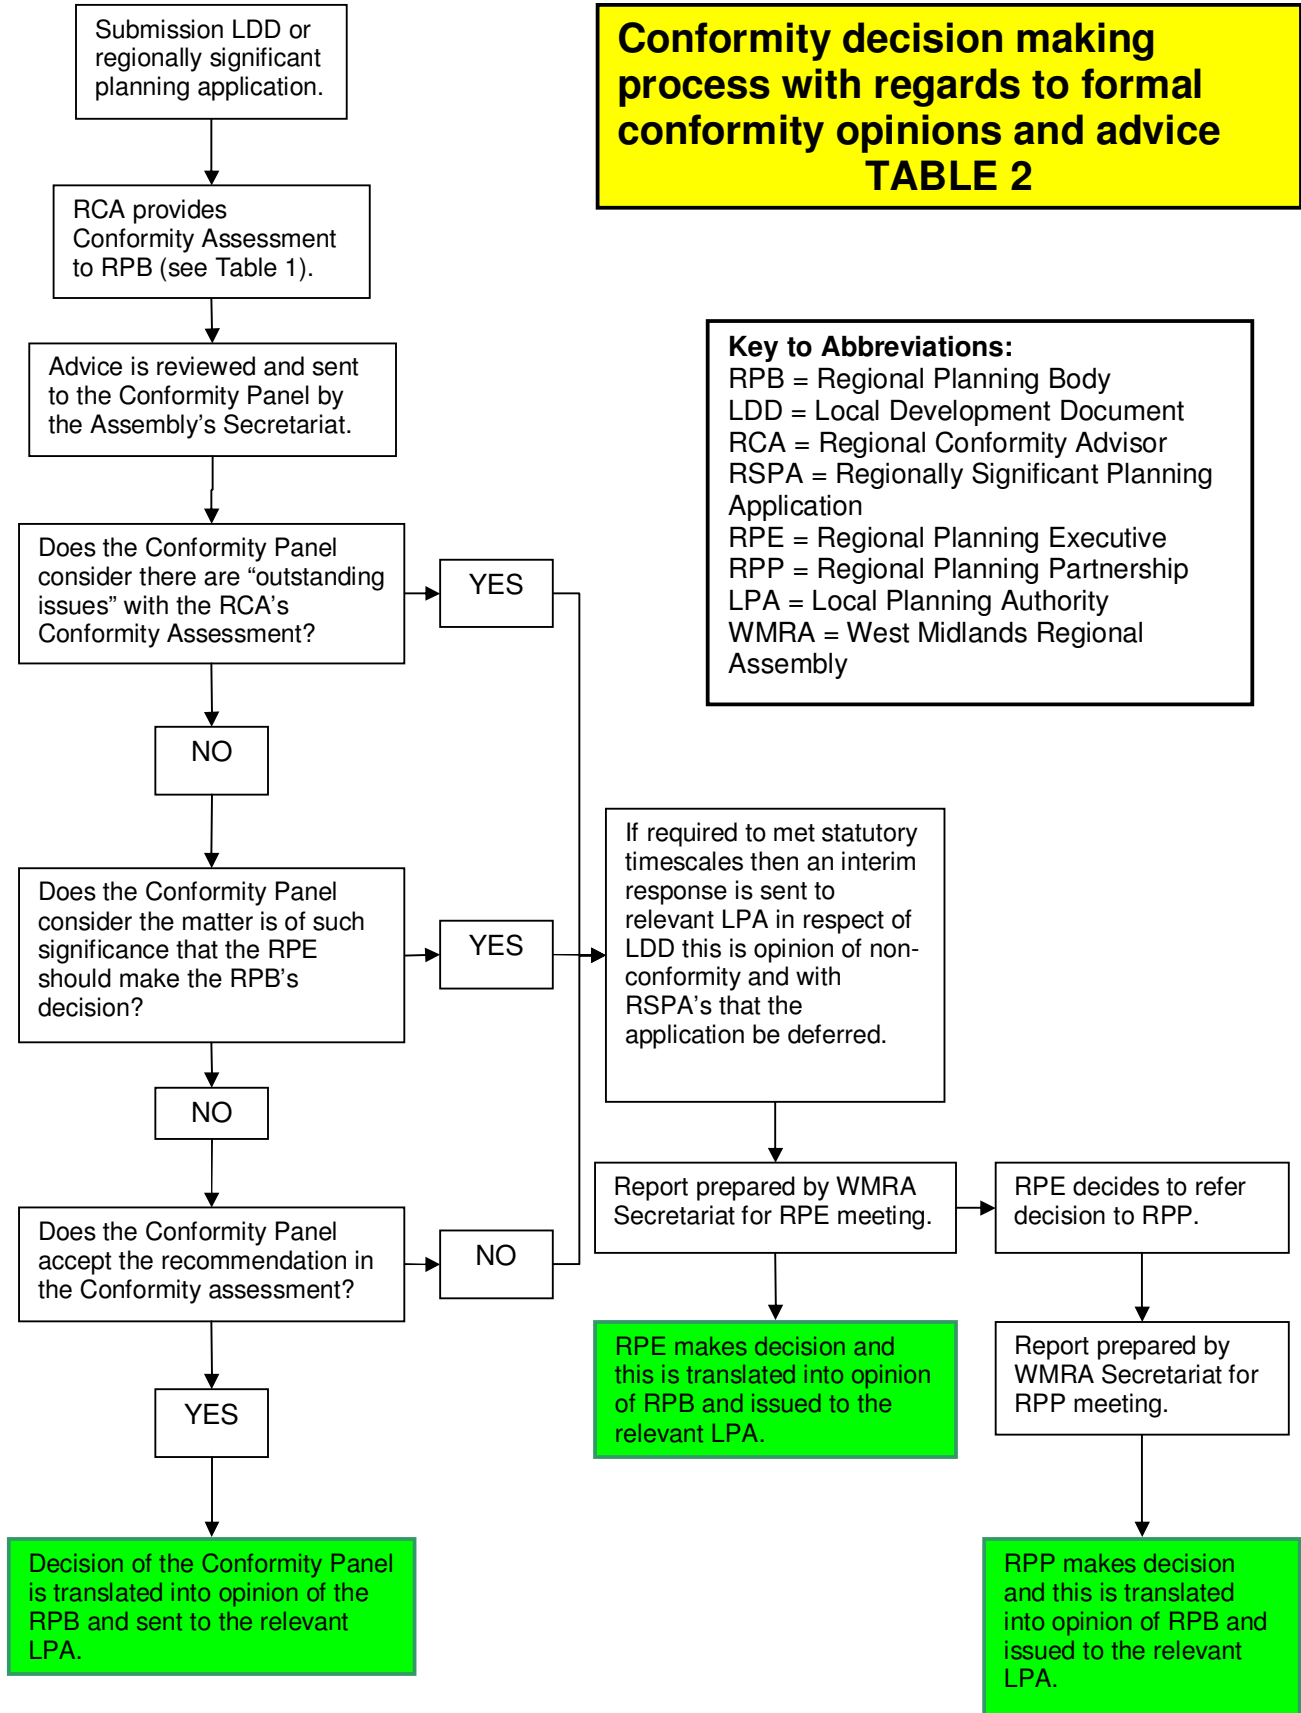 Submission LDD or
regionally significant
planning application.
Conformity decision making
process with regards to formal
conformity opinions and advice
TABLE 2
RCA provides
Conformity Assessment
to RPB (see Table 1).
Key to Abbreviations:
RPB = Regional Planning Body
LDD = Local Development Document
RCA = Regional Conformity Advisor
RSPA = Regionally Significant Planning
Application
RPE = Regional Planning Executive
RPP = Regional Planning Partnership
LPA = Local Planning Authority
WMRA = West Midlands Regional
Assembly
Advice is reviewed and sent
to the Conformity Panel by
the Assembly’s Secretariat.
Does the Conformity Panel
consider there are “outstanding
issues” with the RCA’s
Conformity Assessment?
YES
NO
Does the Conformity Panel
consider the matter is of such
significance that the RPE
should make the RPB’s
decision?
YES
If required to met statutory
timescales then an interim
response is sent to
relevant LPA in respect of
LDD this is opinion of non-
conformity and with
RSPA’s that the
application be deferred.
NO
Does the Conformity Panel
accept the recommendation in
the Conformity assessment?
NO
Report prepared by WMRA
Secretariat for RPE meeting.
RPE decides to refer
decision to RPP.
YES
RPE makes decision and
this is translated into opinion
of RPB and issued to the
relevant LPA.
Report prepared by
WMRA Secretariat for
RPP meeting.
Decision of the Conformity Panel
is translated into opinion of the
RPB and sent to the relevant
LPA.
RPP makes decision
and this is translated
into opinion of RPB and
issued to the relevant
LPA.